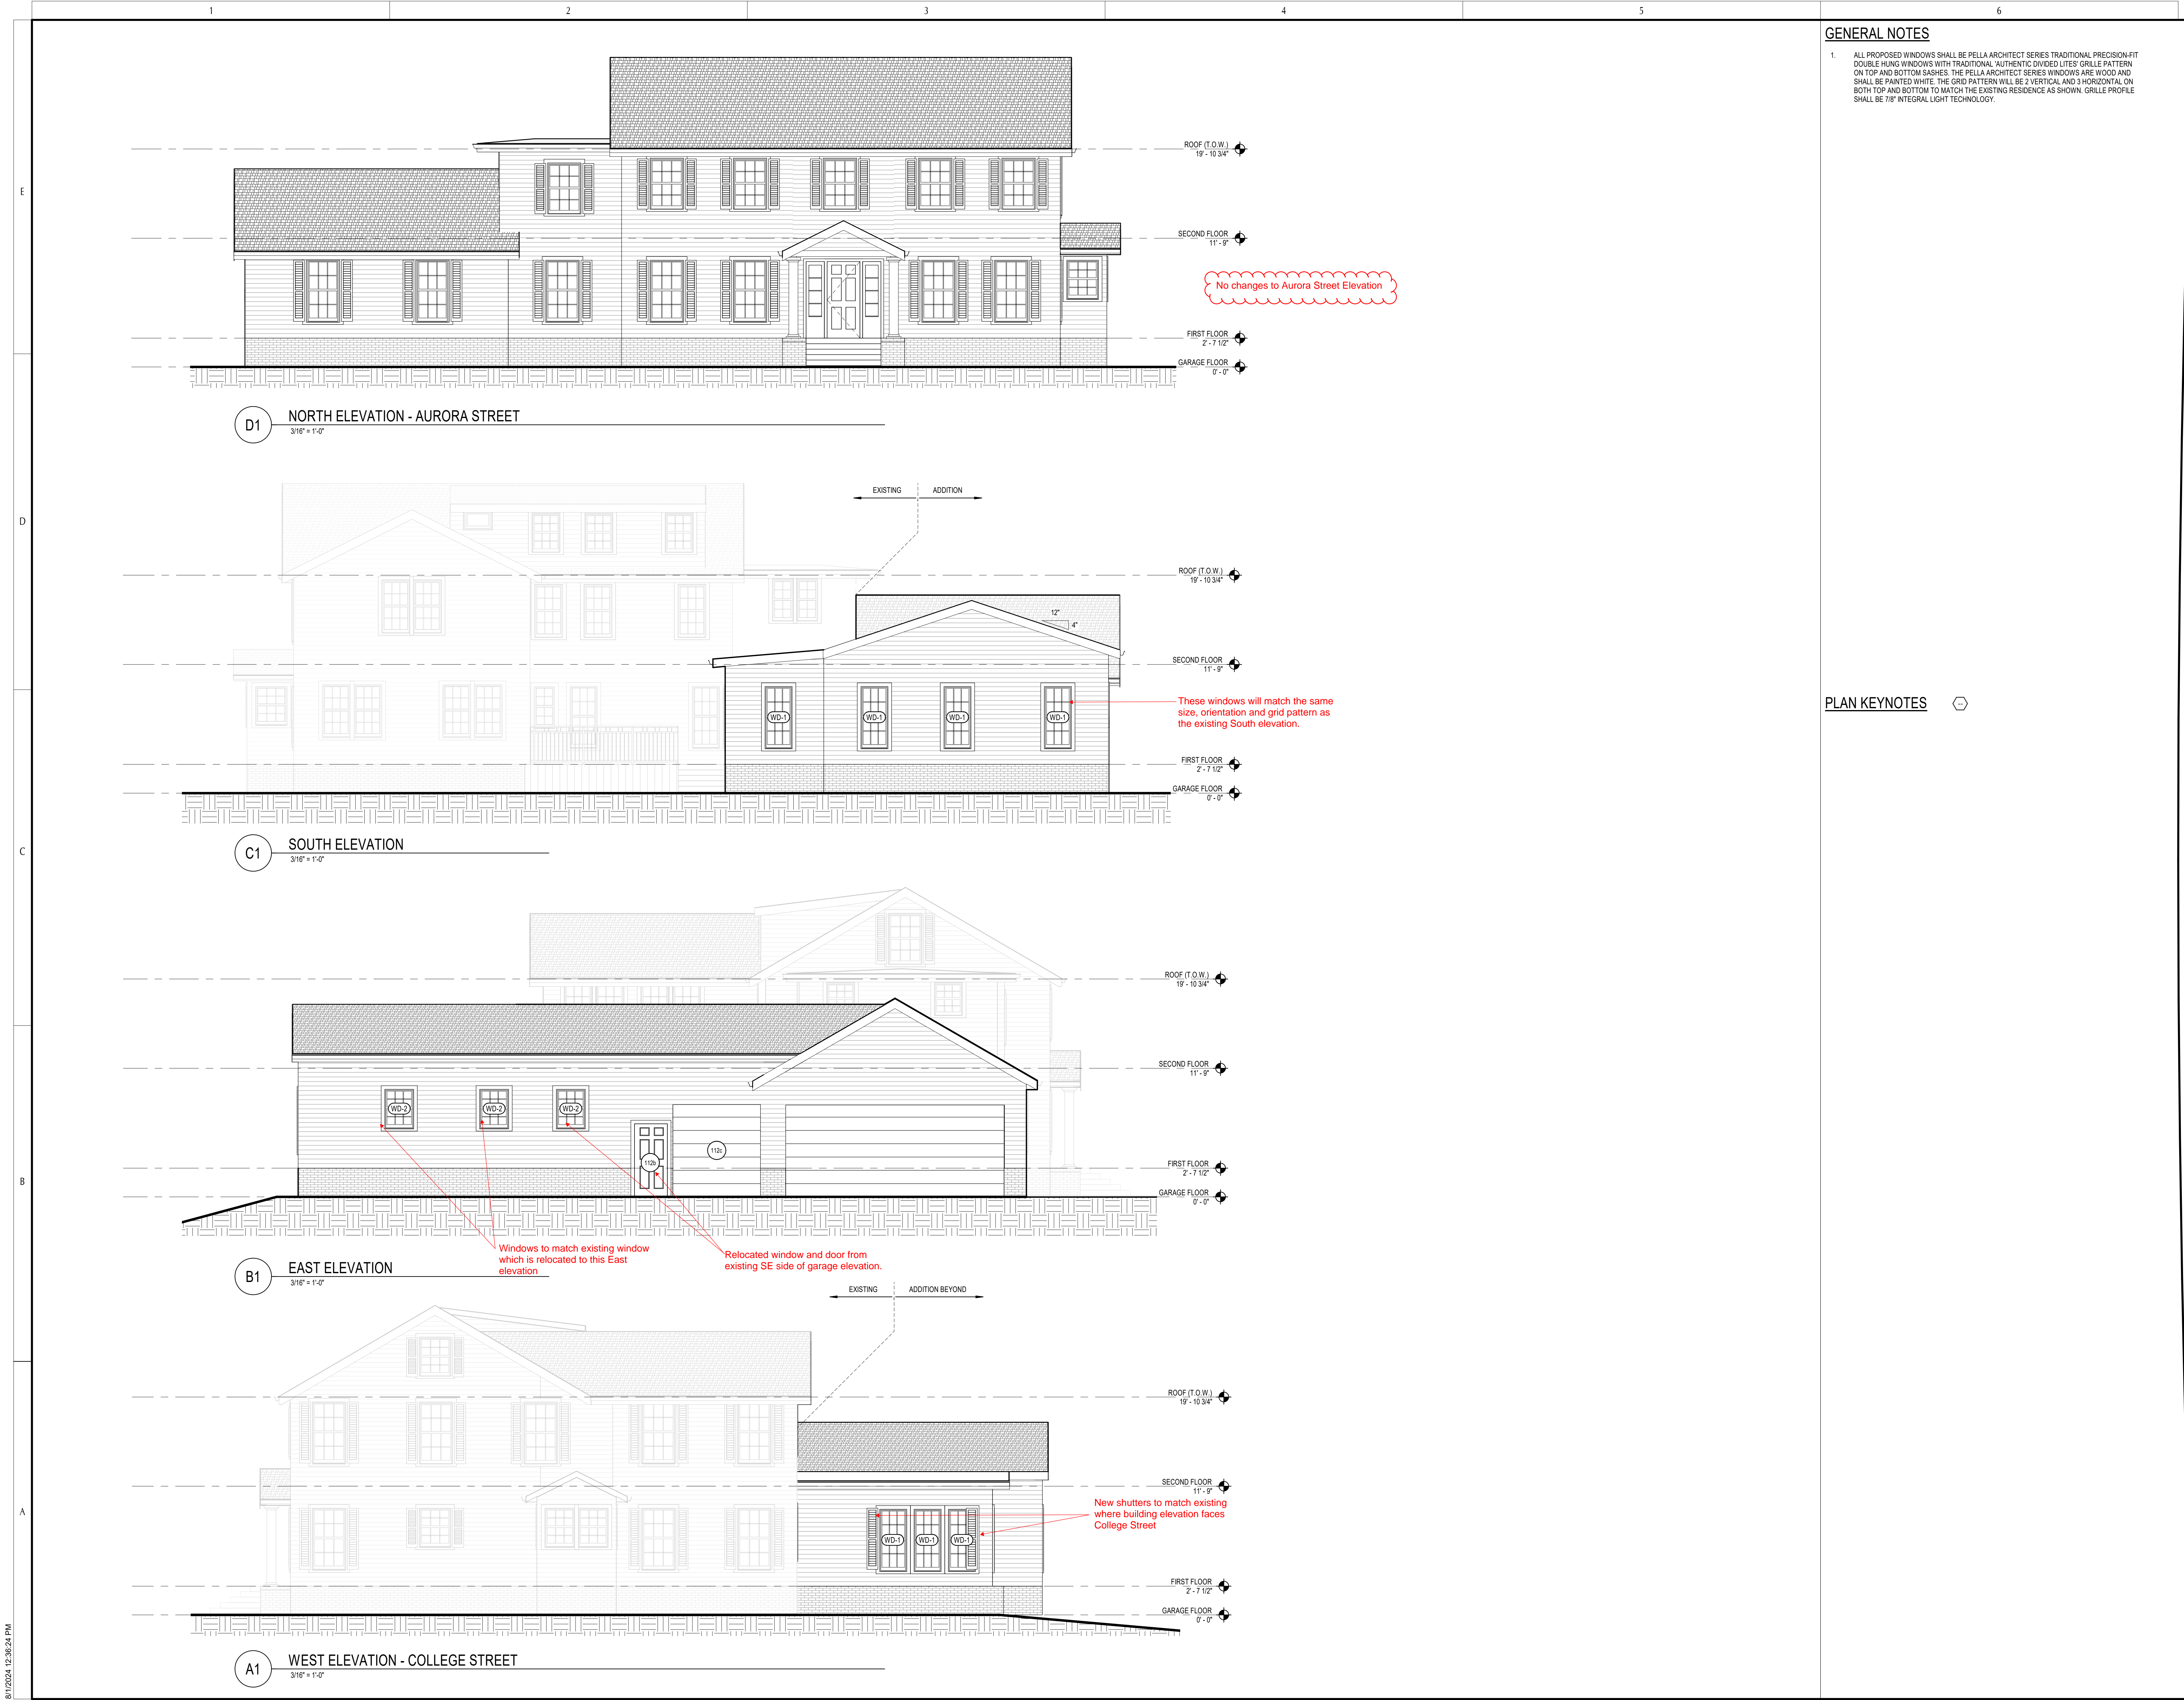 1 2 3 4 5 6
E
D
C
B
A
GENERAL NOTES
1. ALL PROPOSED WINDOWS SHALL BE PELLA ARCHITECT SERIES TRADITIONAL PRECISION-FIT
DOUBLE HUNG WINDOWS WITH TRADITIONAL 'AUTHENTIC DIVIDED LITES' GRILLE PATTERN
ON TOP AND BOTTOM SASHES. THE PELLA ARCHITECT SERIES WINDOWS ARE WOOD AND
SHALL BE PAINTED WHITE. THE GRID PATTERN WILL BE 2 VERTICAL AND 3 HORIZONTAL ON
BOTH TOP AND BOTTOM TO MATCH THE EXISTING RESIDENCE AS SHOWN. GRILLE PROFILE
SHALL BE 7/8" INTEGRAL LIGHT TECHNOLOGY.
ROOF (T.O.W.)
19' - 10 3/4"
SECOND FLOOR
11' - 9"
No changes to Aurora Street Elevation
FIRST FLOOR
2' - 7 1/2"
GARAGE FLOOR
0' - 0"
D1 NORTH ELEVATION - AURORA STREET
3/16" = 1'-0"
EXISTING ADDITION
ROOF (T.O.W.)
19' - 10 3/4"
12"
4"
SECOND FLOOR
11' - 9"
These windows will match the same
size, orientation and grid pattern as
the existing South elevation.
WD-1 WD-1 WD-1 WD-1
FIRST FLOOR
2' - 7 1/2"
GARAGE FLOOR
0' - 0"
PLAN KEYNOTES
C1 SOUTH ELEVATION
3/16" = 1'-0"
ROOF (T.O.W.)
19' - 10 3/4"
SECOND FLOOR
11' - 9"
WD-2 WD-2 WD-2
112c
112b
FIRST FLOOR
2' - 7 1/2"
GARAGE FLOOR
0' - 0"
Windows to match existing window
which is relocated to this East
elevation
Relocated window and door from
existing SE side of garage elevation.
B1 EAST ELEVATION
3/16" = 1'-0"
EXISTING ADDITION BEYOND
ROOF (T.O.W.)
19' - 10 3/4"
SECOND FLOOR
11' - 9"
New shutters to match existing
where building elevation faces
College Street
WD-1 WD-1 WD-1
FIRST FLOOR
2' - 7 1/2"
GARAGE FLOOR
0' - 0"
A1 WEST ELEVATION - COLLEGE STREET
3/16" = 1'-0"
8/1/2024 12:36:24 PM